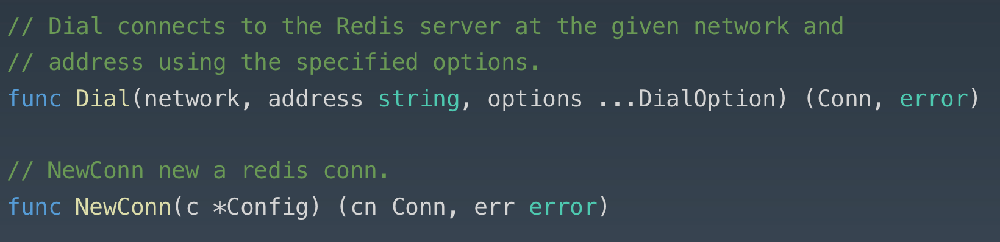 // Dial connects to the Redis server at the given network and
// address using the specified options.
func Dial(network, address string, options ...DialOption) (Conn, error)
// NewConn new a redis conn.
func NewConn(c *Config) (cn Conn, err error)